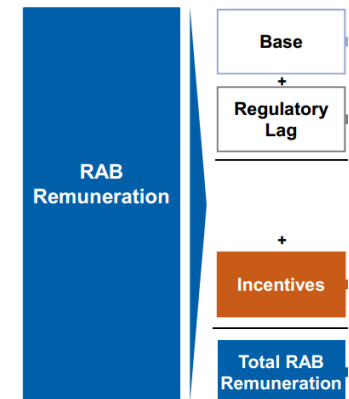 RAB
Remuneration
Base
+
Regulatory
Lag
+
Incentives
Total RAB
Remuneration